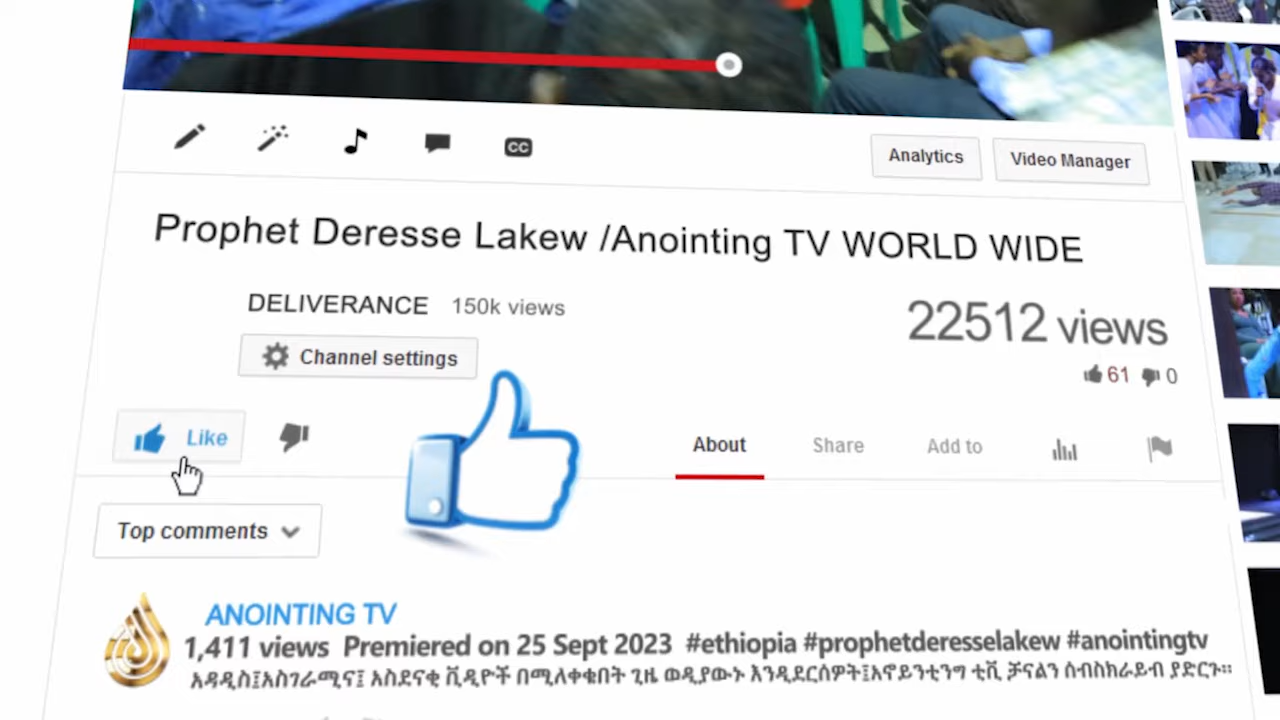 CC
Analytics
Video Manager
Prophet Deresse Lakew /Anointing TV WORLD WIDE
DELIVERANCE 150k views
22512 views
Channel settings
61 0
Like
About Share Add to
Top comments
ANOINTING TV
1,411 views Premiered on 25 Sept 2023 #ethiopia #prophetderesselakew #anointingtv
አዳዲስ፤አስገራሚና፤ አስደናቂ ቪዲዮች በሚለቀቁበት ጊዜ ወዲያውኑ እንዲደርሰዎት፤አኖይንቲንግ ቲቪ ቻናልን ሰብስክራይብ ያድርጉ።